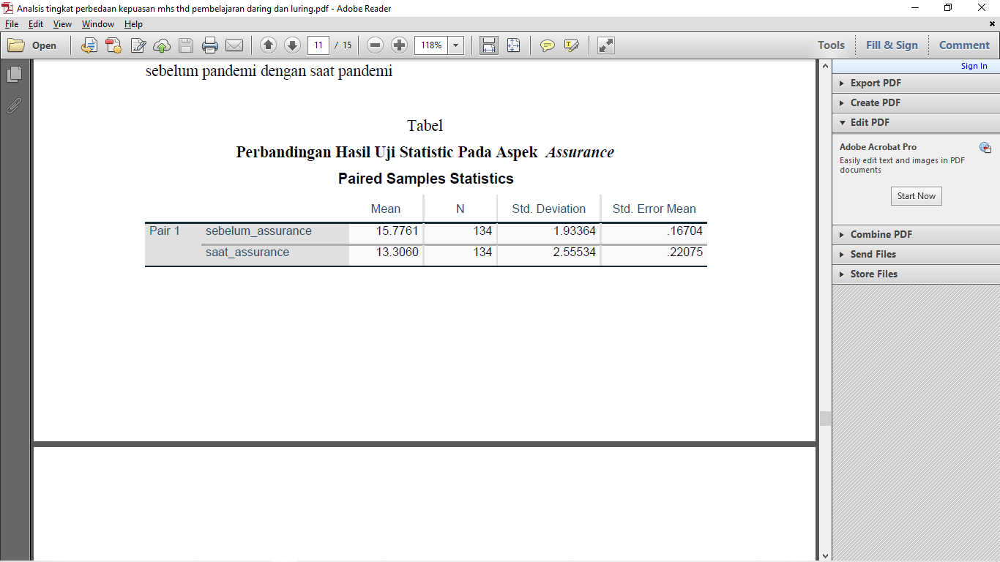 Analsis tingkat perbedaan kepuasan mhs thd pembelajaran daring dan luring.pdf - Adobe Reader
File Edit View Window Help
Open 11 / 15 118% Tools Fill & Sign Comment
Sign In
Export PDF
Create PDF
Edit PDF
Adobe Acrobat Pro
Easily edit text and images in PDF
documents
Start Now
Combine PDF
Send Files
Store Files
sebelum pandemi dengan saat pandemi
Tabel
Perbandingan Hasil Uji Statistic Pada Aspek Assurance
Paired Samples Statistics
Mean N Std. Deviation Std. Error Mean
Pair 1 sebelum_assurance 15.7761 134 1.93364 .16704
saat_assurance 13.3060 134 2.55534 .22075